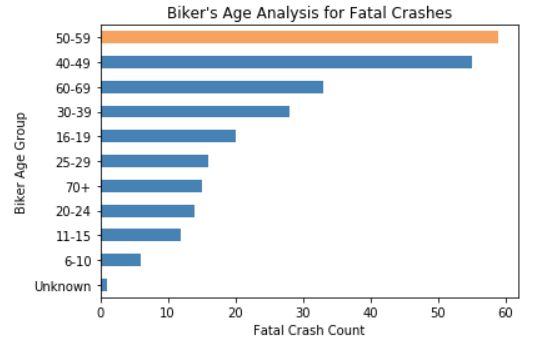 Biker's Age Analysis for Fatal Crashes
Biker Age Group
50-59
40-49
60-69
30-39
16-19
25-29
70+
20-24
11-15
6-10
Unknown
0 10 20 30 40 50 60
Fatal Crash Count